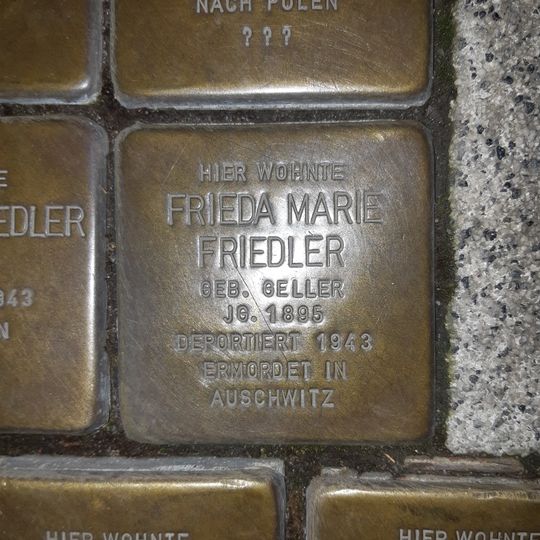 NACH POLEN
? ? ?
HIER WOHNTE
FRIEDA MARIE
FRIEDLER
GEB. GELLER
JG. 1895
DEPORTIERT 1943
ERMORDET IN
AUSCHWITZ
EDLER
943
HIER WOHNTE
HIER WOHNTE